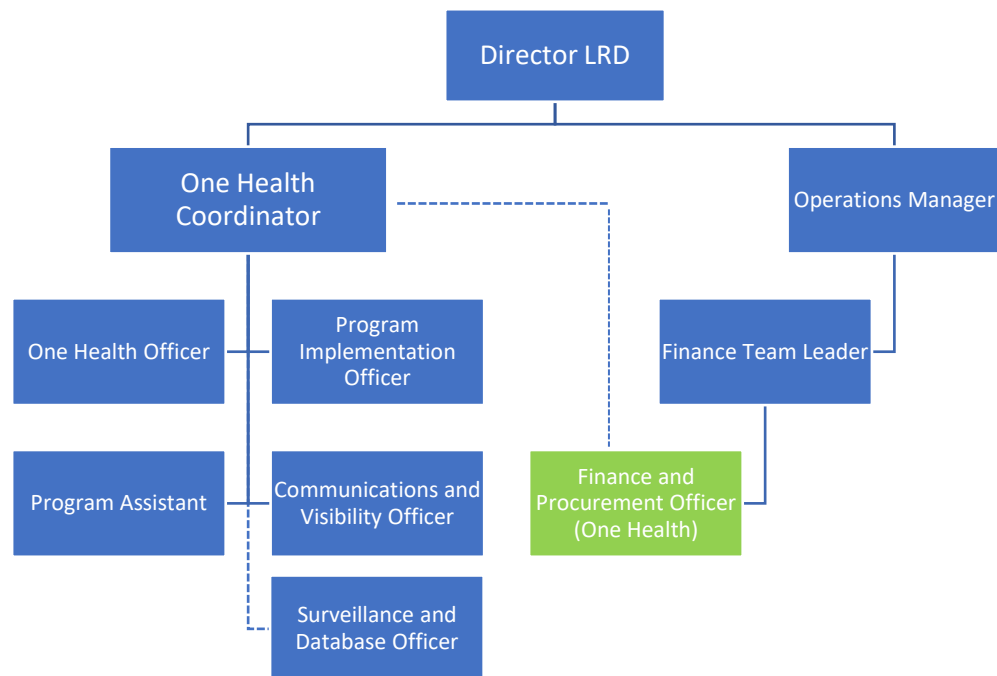 Director LRD
One Health
Coordinator
Operations Manager
One Health Officer
Program
Implementation
Officer
Finance Team Leader
Program Assistant
Communications and
Visibility Officer
Finance and
Procurement Officer
(One Health)
Surveillance and
Database Officer